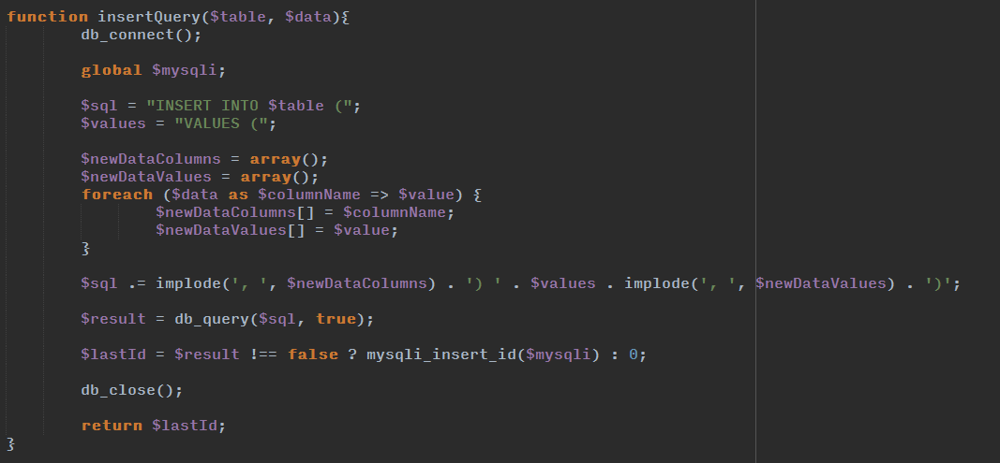 function insertQuery($table, $data){
db_connect();
global $mysqli;
$sql = "INSERT INTO $table (";
$values = "VALUES (";
$newDataColumns = array();
$newDataValues = array();
foreach ($data as $columnName => $value) {
$newDataColumns[] = $columnName;
$newDataValues[] = $value;
}
$sql .= implode(', ', $newDataColumns) . ') ' . $values . implode(', ', $newDataValues) . ')';
$result = db_query($sql, true);
$lastId = $result !== false ? mysqli_insert_id($mysqli) : 0;
db_close();
return $lastId;
}